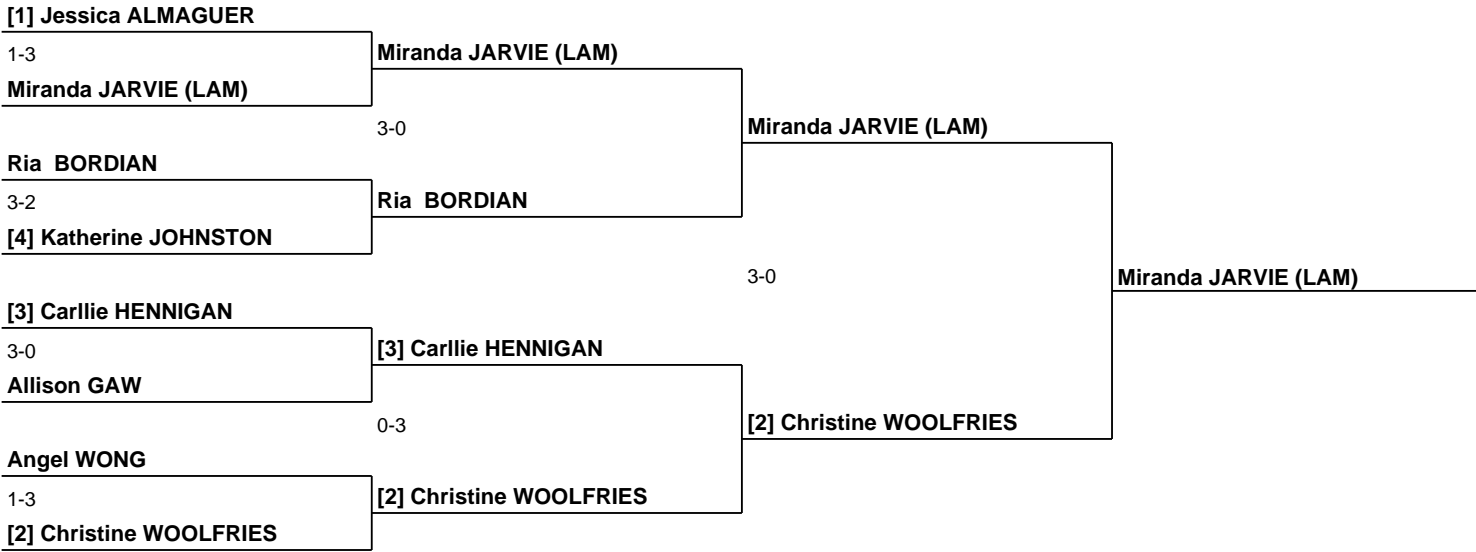 [1] Jessica ALMAGUER
1-3
Miranda JARVIE (LAM)
Miranda JARVIE (LAM)
3-0
Miranda JARVIE (LAM)
Ria  BORDIAN
3-2
Ria  BORDIAN
[4] Katherine JOHNSTON
3-0
Miranda JARVIE (LAM)
[3] Carllie HENNIGAN
3-0
[3] Carllie HENNIGAN
Allison GAW
0-3
[2] Christine WOOLFRIES
Angel WONG
1-3
[2] Christine WOOLFRIES
[2] Christine WOOLFRIES